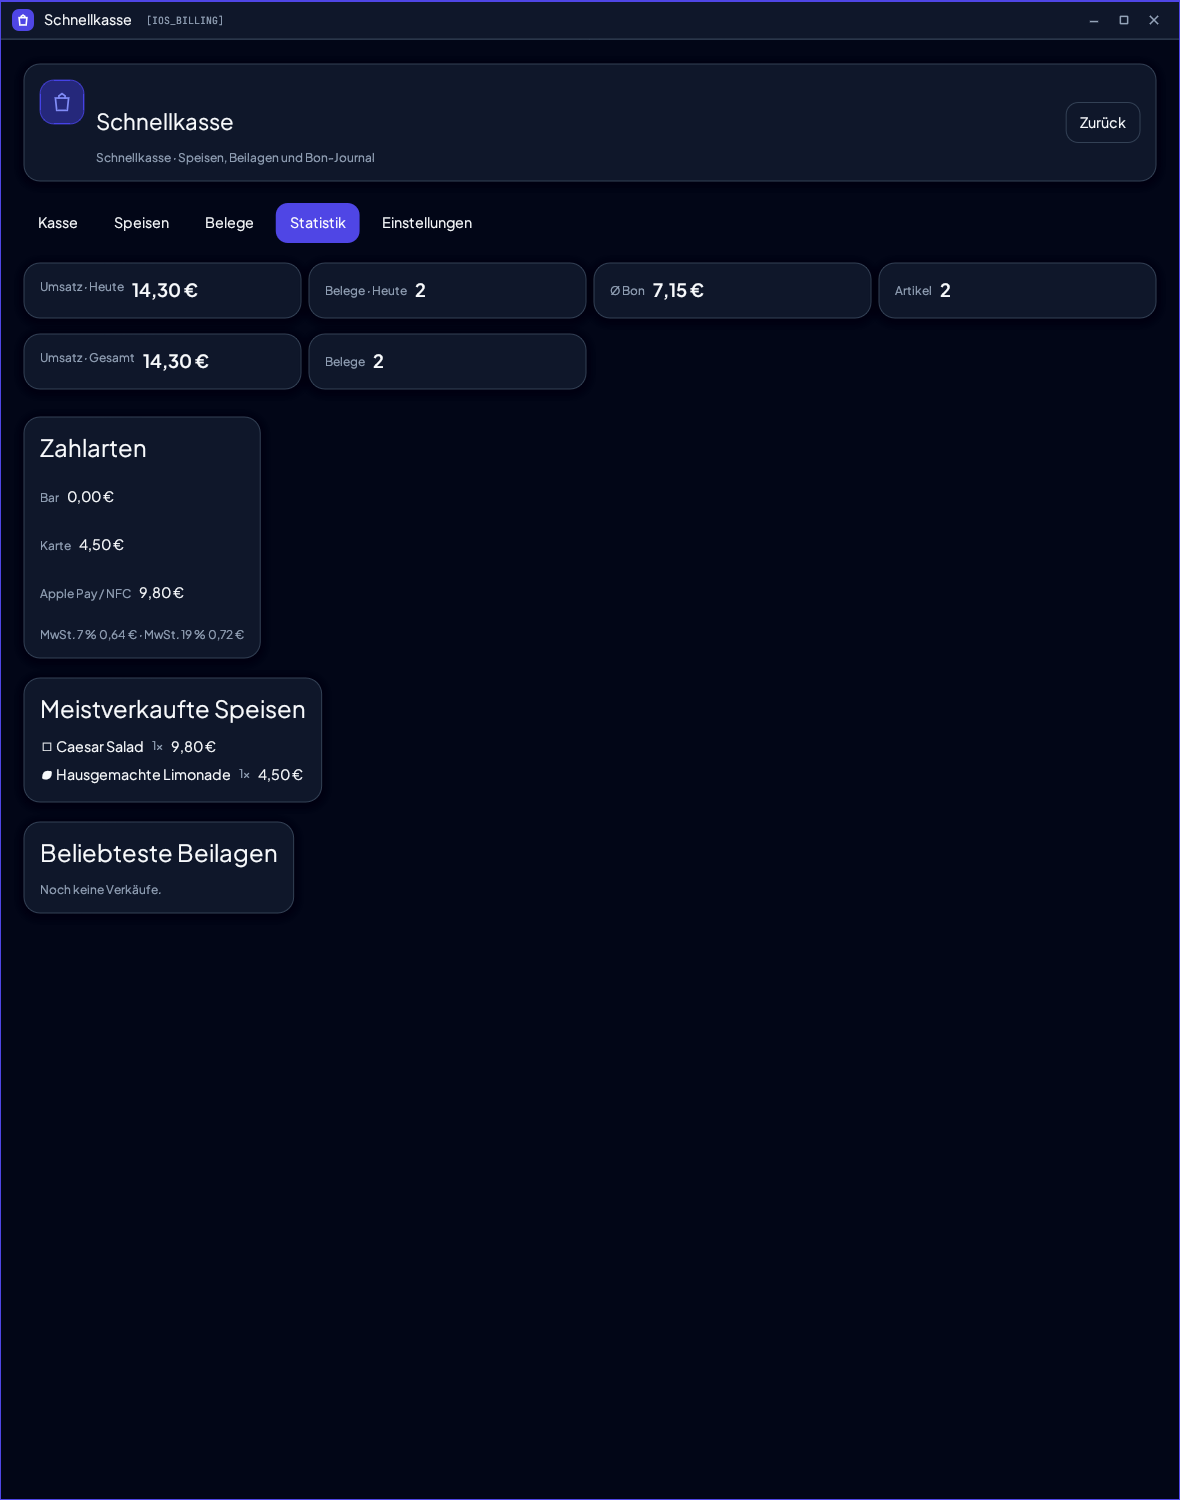 Schnellkasse [IOS_BILLING]
Schnellkasse
Zurück
Schnellkasse · Speisen, Beilagen und Bon-Journal
Kasse Speisen Belege Statistik Einstellungen
Umsatz · Heute 14,30 € Belege · Heute 2 Ø Bon 7,15 € Artikel 2
Umsatz · Gesamt 14,30 € Belege 2
Zahlarten
Bar 0,00 €
Karte 4,50 €
Apple Pay / NFC 9,80 €
MwSt. 7 % 0,64 € · MwSt. 19 % 0,72 €
Meistverkaufte Speisen
Caesar Salad 1× 9,80 €
Hausgemachte Limonade 1× 4,50 €
Beliebteste Beilagen
Noch keine Verkäufe.